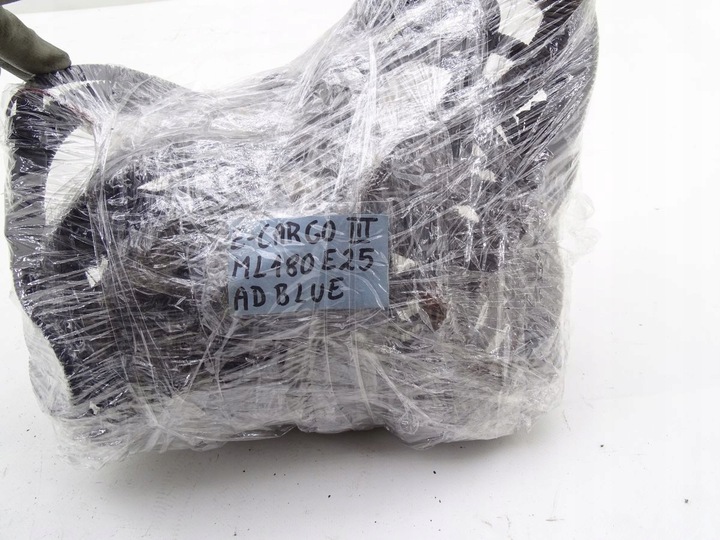 E-CARGO III
ML180E25
AD BLUE